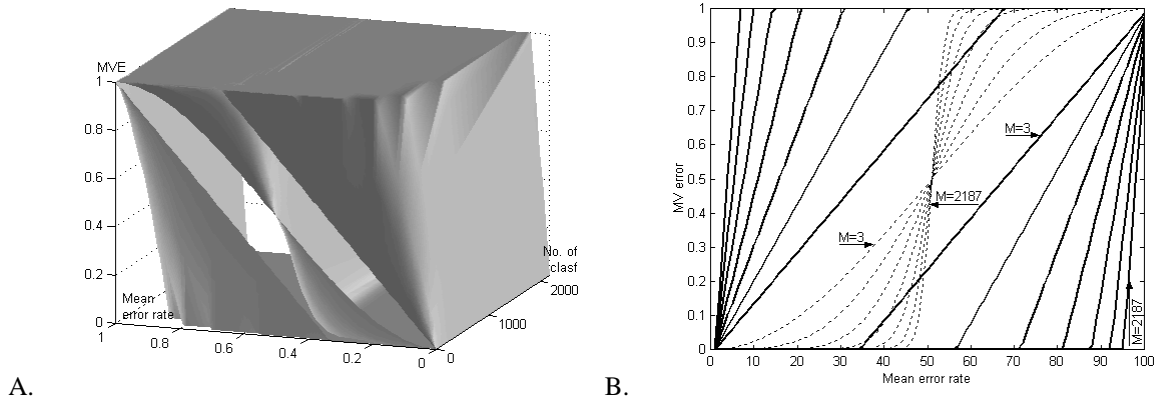 MVE
1
0.8
0.6
0.4
0.2
0
Mean
error rate
1
0.8
0.6
0.4
0.2
0
0
1000
2000
No. of
clasf
A.
1
0.9
0.8
0.7
0.6
0.5
0.4
0.3
0.2
0.1
0
MV error
M=3
M=2187
M=3
M=2187
0 10 20 30 40 50 60 70 80 90 100
Mean error rate
B.